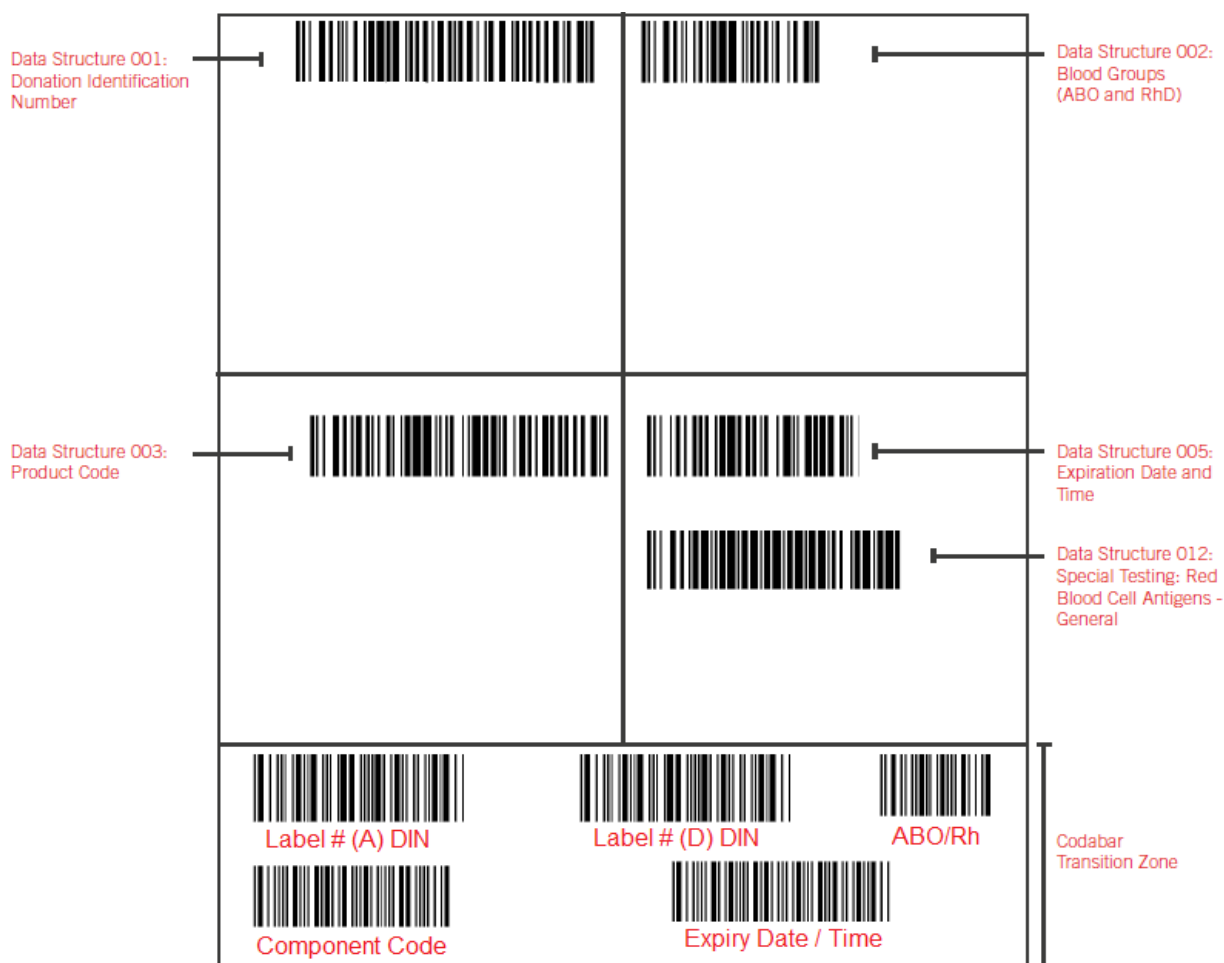 Data Structure 001:
Donation Identification
Number
Data Structure 002:
Blood Groups
(ABO and RhD)
Data Structure 003:
Product Code
Data Structure 005:
Expiration Date and
Time
Data Structure 012:
Special Testing: Red
Blood Cell Antigens -
General
Label # (A) DIN
Label # (D) DIN
ABO/Rh
Codabar
Transition Zone
Component Code
Expiry Date / Time